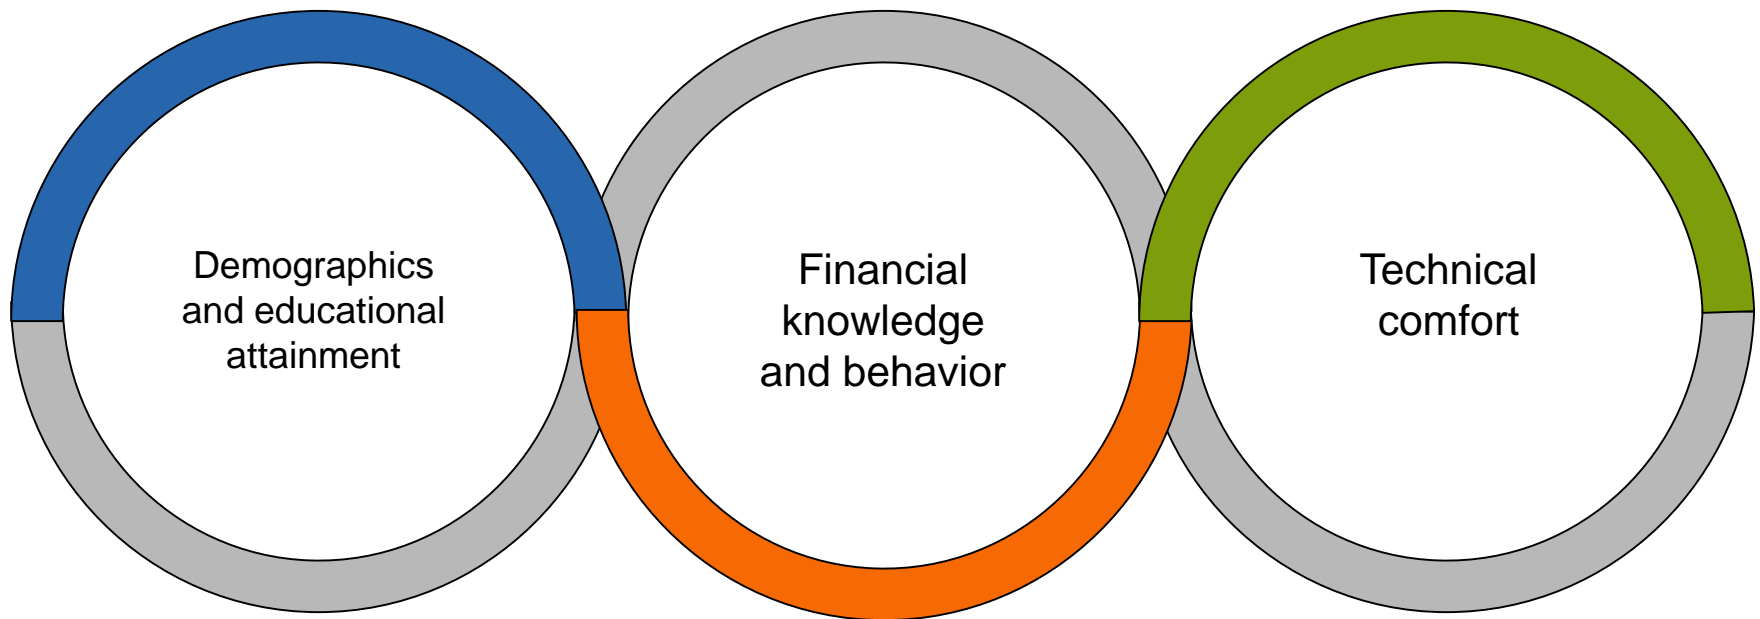 Demographics
and educational
attainment
Financial
knowledge
and behavior
Technical
comfort